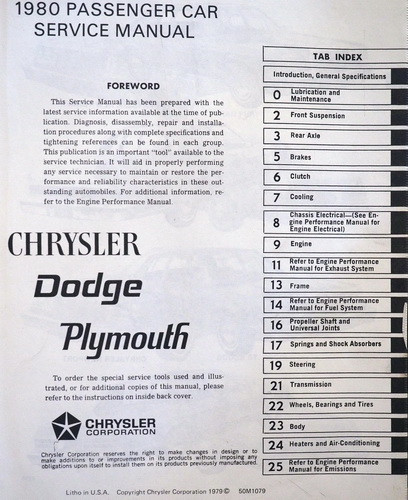 1980 PASSENGER CAR
SERVICE MANUAL
FOREWORD
This Service Manual has been prepared with the
latest service information available at the time of pub-
lication. Diagnosis, disassembly, repair and installa-
tion procedures along with complete specifications and
tightening references can be found in each group.
This publication is an important "tool" available to the
service technician. It will aid in properly performing
any service necessary to maintain or restore the per-
formance and reliability characteristics in these out-
standing automobiles. For additional information, re-
fer to the Engine Performance Manual.
CHRYSLER
Dodge
Plymouth
To order the special service tools used and illus-
trated, or for additional copies of this manual, please
refer to the instructions on inside back cover.
CHRYSLER
CORPORATION
Chrysler Corporation reserves the right to make changes in design or to
make additions to or improvements in its products without imposing any
obligations upon itself to install them on its products previously manufactured.
Litho in U.S.A. Copyright Chrysler Corporation 1979 © 50M1079
TAB INDEX
Introduction, General Specifications
0 Lubrication and
Maintenance
2 Front Suspension
3 Rear Axle
5 Brakes
6 Clutch
7 Cooling
8 Chassis Electrical—(See En-
gine Performance Manual for
Engine Electrical)
9 Engine
11 Refer to Engine Performance
Manual for Exhaust System
13 Frame
14 Refer to Engine Performance
Manual for Fuel System
16 Propeller Shaft and
Universal Joints
17 Springs and Shock Absorbers
19 Steering
21 Transmission
22 Wheels, Bearings and Tires
23 Body
24 Heaters and Air-Conditioning
25 Refer to Engine Performance
Manual for Emissions